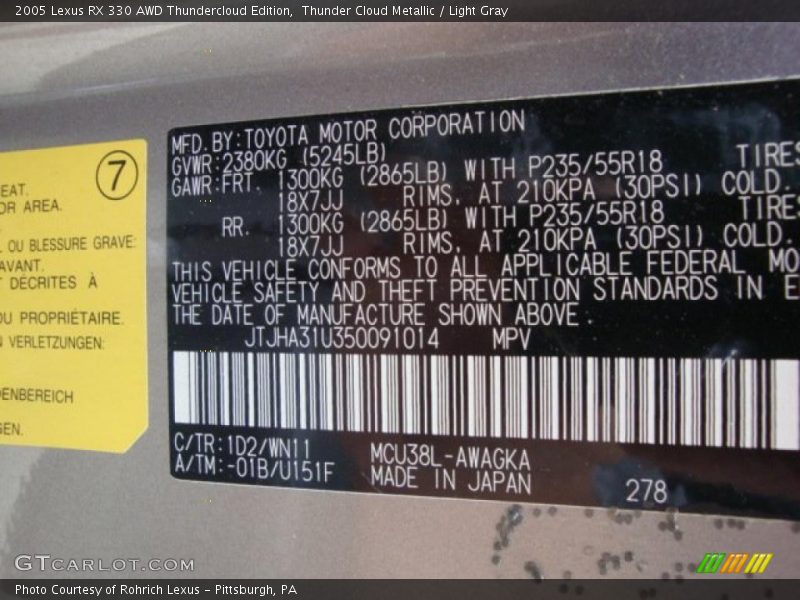 2005 Lexus RX 330 AWD Thundercloud Edition,  Thunder Cloud Metallic / Light Gray
7
EAT.
OR AREA.
OU BLESSURE GRAVE:
AVANT.
DÉCRITES À
OU PROPRIÉTAIRE.
VERLETZUNGEN:
DENBEREICH
GEN.
MFD. BY:TOYOTA MOTOR CORPORATION
GVWR:2380KG (5245LB)
GAWR:FRT. 1300KG (2865LB) WITH P235/55R18 TIRES
18X7JJ RIMS, AT 210KPA (30PSI) COLD.
RR. 1300KG (2865LB) WITH P235/55R18 TIRES
18X7JJ RIMS, AT 210KPA (30PSI) COLD.
THIS VEHICLE CONFORMS TO ALL APPLICABLE FEDERAL MO
VEHICLE SAFETY AND THEFT PREVENTION STANDARDS IN E
THE DATE OF MANUFACTURE SHOWN ABOVE.
JTJHA31U350091014 MPV
C/TR:1D2/WN11 MCU38L-AWAGKA
A/TM:-01B/U151F MADE IN JAPAN
278
GTCARLOT.COM
Photo Courtesy of Rohrich Lexus - Pittsburgh, PA